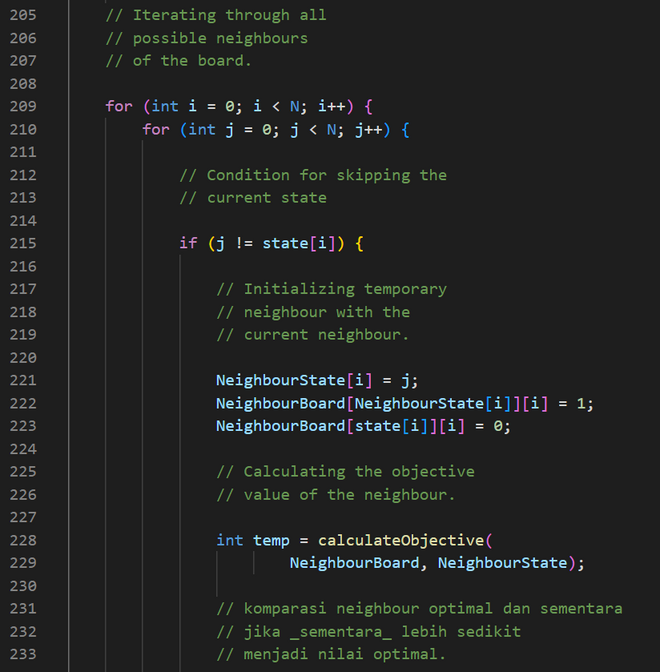 205 // Iterating through all
206 // possible neighbours
207 // of the board.
208
209 for (int i = 0; i < N; i++) {
210 for (int j = 0; j < N; j++) {
211
212 // Condition for skipping the
213 // current state
214
215 if (j != state[i]) {
216
217 // Initializing temporary
218 // neighbour with the
219 // current neighbour.
220
221 NeighbourState[i] = j;
222 NeighbourBoard[NeighbourState[i]][i] = 1;
223 NeighbourBoard[state[i]][i] = 0;
224
225 // Calculating the objective
226 // value of the neighbour.
227
228 int temp = calculateObjective(
229 NeighbourBoard, NeighbourState);
230
231 // komparasi neighbour optimal dan sementara
232 // jika _sementara_ lebih sedikit
233 // menjadi nilai optimal.